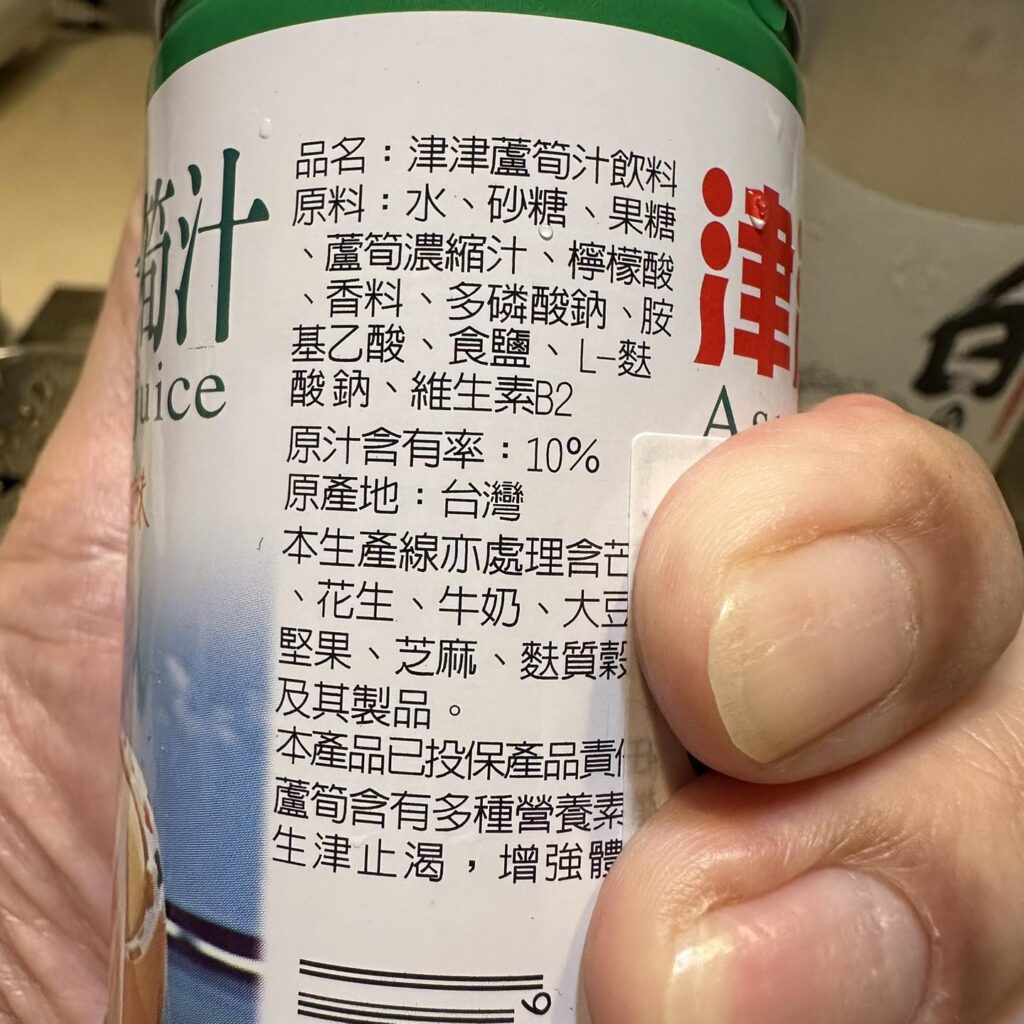 品名：津津蘆筍汁飲料
原料：水、砂糖、果糖
、蘆筍濃縮汁、檸檬酸
、香料、多磷酸鈉、胺
基乙酸、食鹽、L-麩
酸鈉、維生素B2
原汁含有率：10%
原產地：台灣
本生產線亦處理含芒
、花生、牛奶、大豆
堅果、芝麻、麩質穀
及其製品。
本產品已投保產品責任
蘆筍含有多種營養素
生津止渴，增強體
筍汁
juice
津
A
9